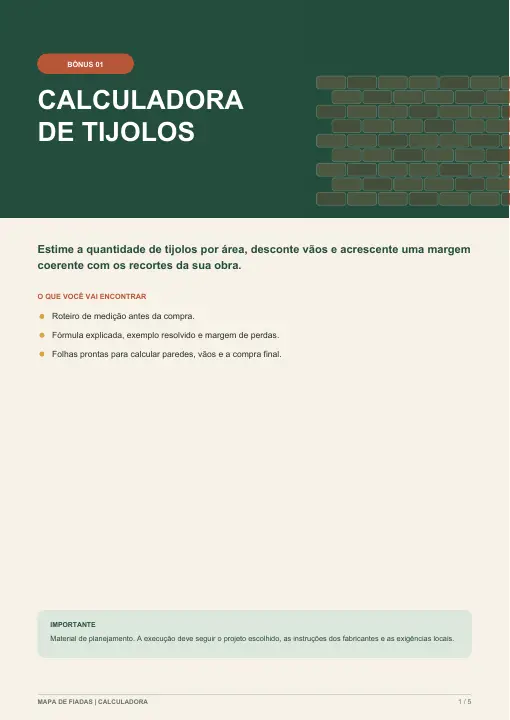 BÔNUS 01
CALCULADORA
DE TIJOLOS
Estime a quantidade de tijolos por área, desconte vãos e acrescente uma margem
coerente com os recortes da sua obra.
O QUE VOCÊ VAI ENCONTRAR
Roteiro de medição antes da compra.
Fórmula explicada, exemplo resolvido e margem de perdas.
Folhas prontas para calcular paredes, vãos e a compra final.
IMPORTANTE
Material de planejamento. A execução deve seguir o projeto escolhido, as instruções dos fabricantes e as exigências locais.
MAPA DE FIADAS | CALCULADORA
1 / 5